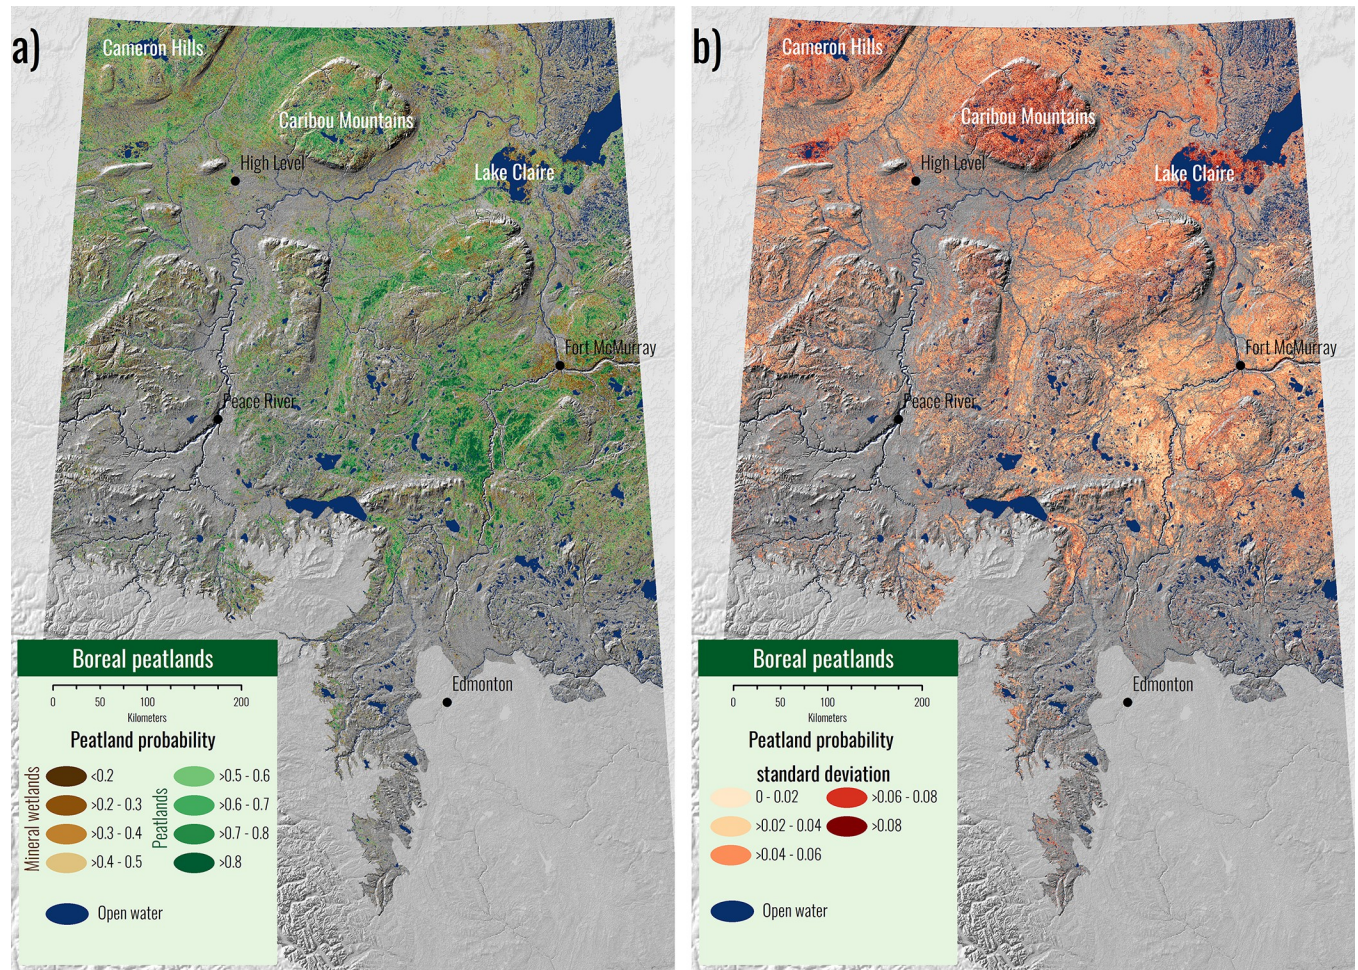 a)
Cameron Hills
Caribou Mountains
High Level
Lake Claire
Fort McMurray
Peace River
Edmonton
Boreal peatlands
0 50 100 200
Kilometers
Peatland probability
Mineral wetlands
<0.2
>0.2 - 0.3
>0.3 - 0.4
>0.4 - 0.5
Peatlands
>0.5 - 0.6
>0.6 - 0.7
>0.7 - 0.8
>0.8
Open water
b)
Cameron Hills
Caribou Mountains
High Level
Lake Claire
Fort McMurray
Peace River
Edmonton
Boreal peatlands
0 50 100 200
Kilometers
Peatland probability
standard deviation
0 - 0.02
>0.02 - 0.04
>0.04 - 0.06
>0.06 - 0.08
>0.08
Open water